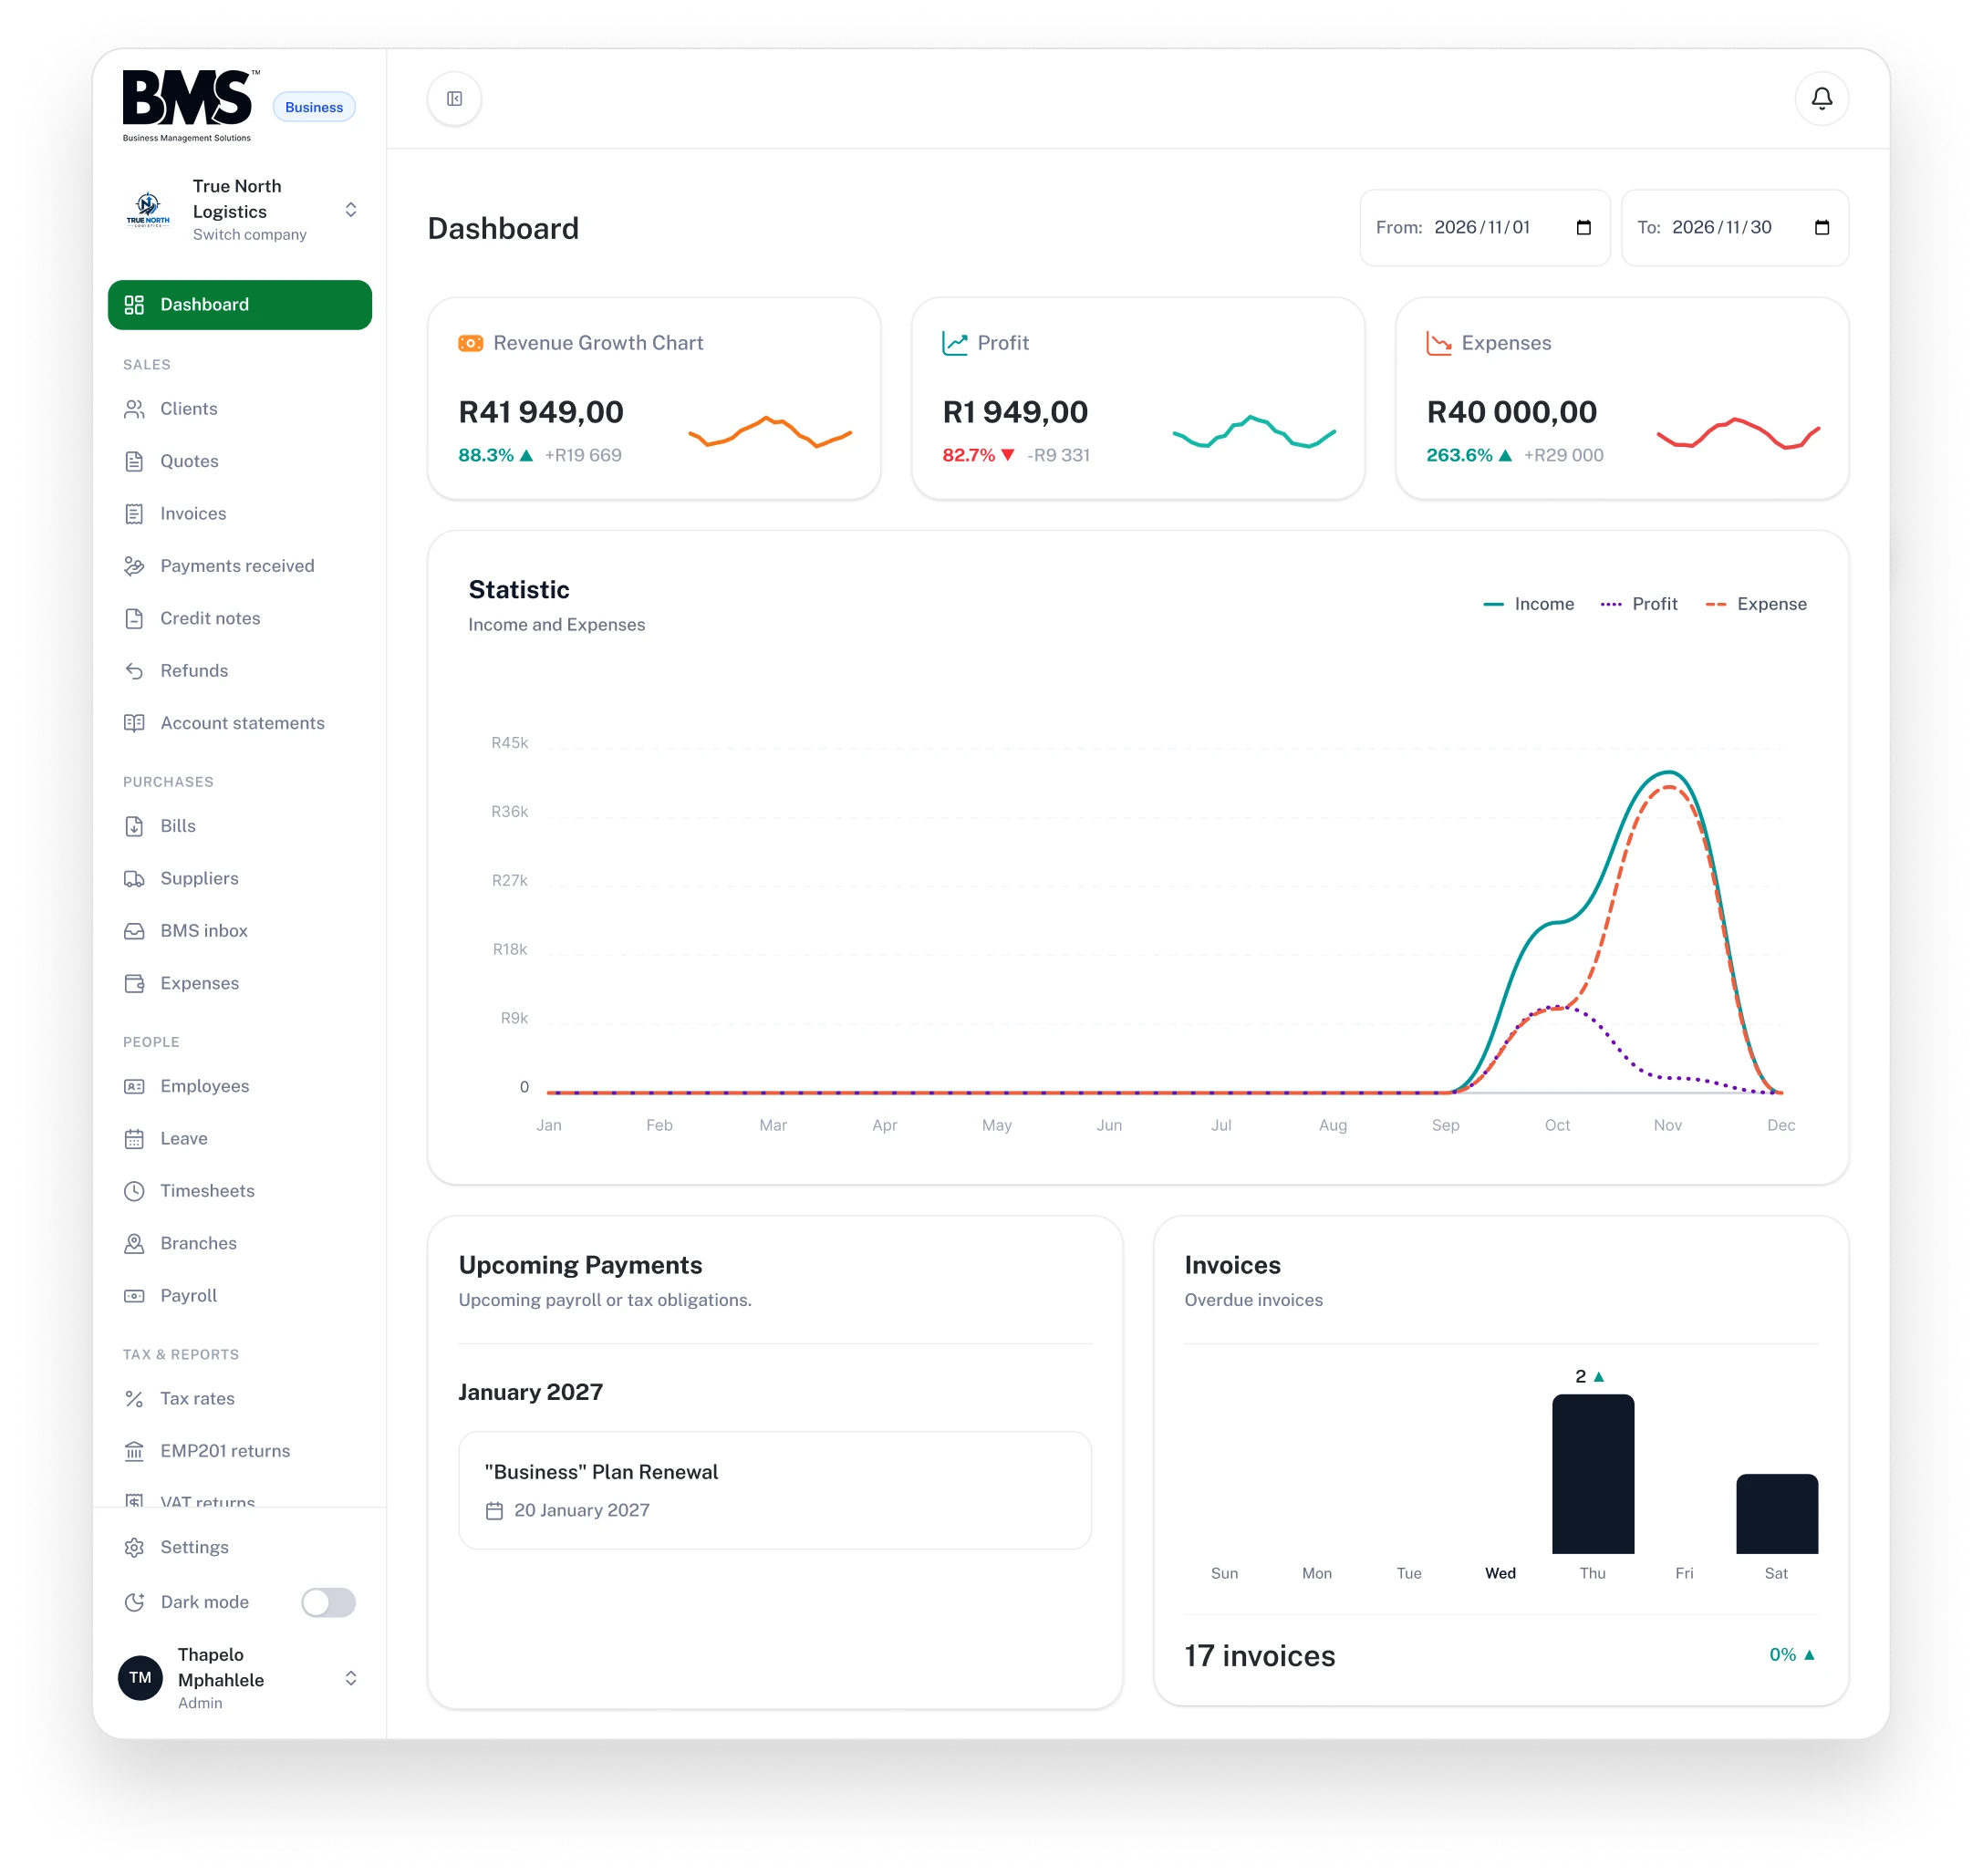 BMS™
Business Management Solutions
Business
TRUE NORTH
LOGISTICS
True North
Logistics
Switch company
Dashboard
SALES
Clients
Quotes
Invoices
Payments received
Credit notes
Refunds
Account statements
PURCHASES
Bills
Suppliers
BMS inbox
Expenses
PEOPLE
Employees
Leave
Timesheets
Branches
Payroll
TAX & REPORTS
Tax rates
EMP201 returns
VAT returns
Settings
Dark mode
TM
Thapelo
Mphahlele
Admin
Dashboard
From: 2026/11/01
To: 2026/11/30
Revenue Growth Chart
R41 949,00
88.3% ▲ +R19 669
Profit
R1 949,00
82.7% ▼ -R9 331
Expenses
R40 000,00
263.6% ▲ +R29 000
Statistic
Income and Expenses
Income Profit Expense
R45k
R36k
R27k
R18k
R9k
0
Jan Feb Mar Apr May Jun Jul Aug Sep Oct Nov Dec
Upcoming Payments
Upcoming payroll or tax obligations.
January 2027
"Business" Plan Renewal
20 January 2027
Invoices
Overdue invoices
2 ▲
Sun Mon Tue Wed Thu Fri Sat
17 invoices
0% ▲